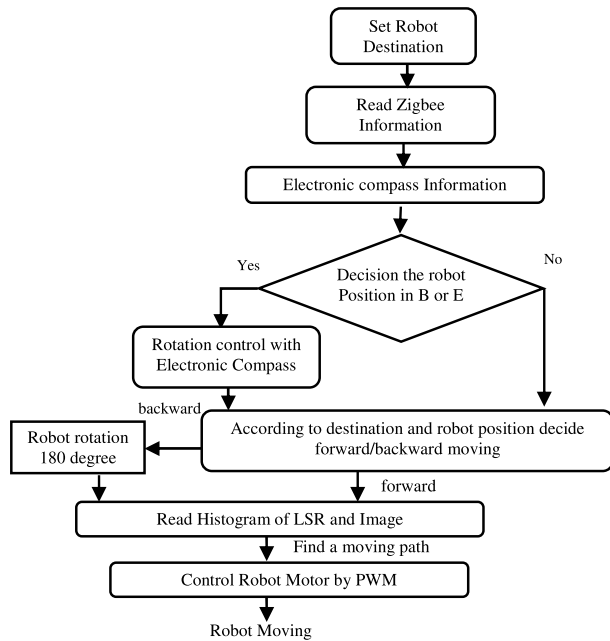 Set Robot
Destination
Read Zigbee
Information
Electronic compass Information
Yes
No
Decision the robot
Position in B or E
Rotation control with
Electronic Compass
backward
According to destination and robot position decide
forward/backward moving
Robot rotation
180 degree
forward
Read Histogram of LSR and Image
Find a moving path
Control Robot Motor by PWM
Robot Moving